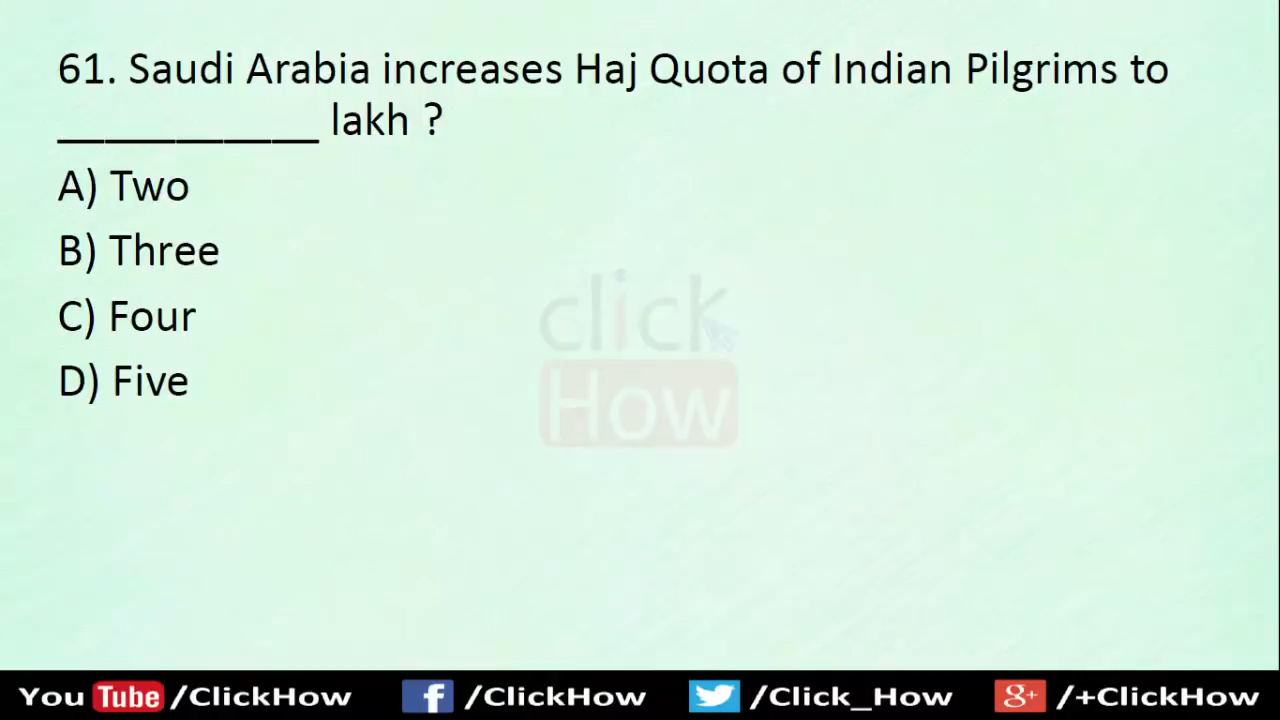 61. Saudi Arabia increases Haj Quota of Indian Pilgrims to
___________ lakh ?
A) Two
B) Three
C) Four
D) Five
click
How
You Tube /ClickHow f /ClickHow /Click_How g+ /+ClickHow